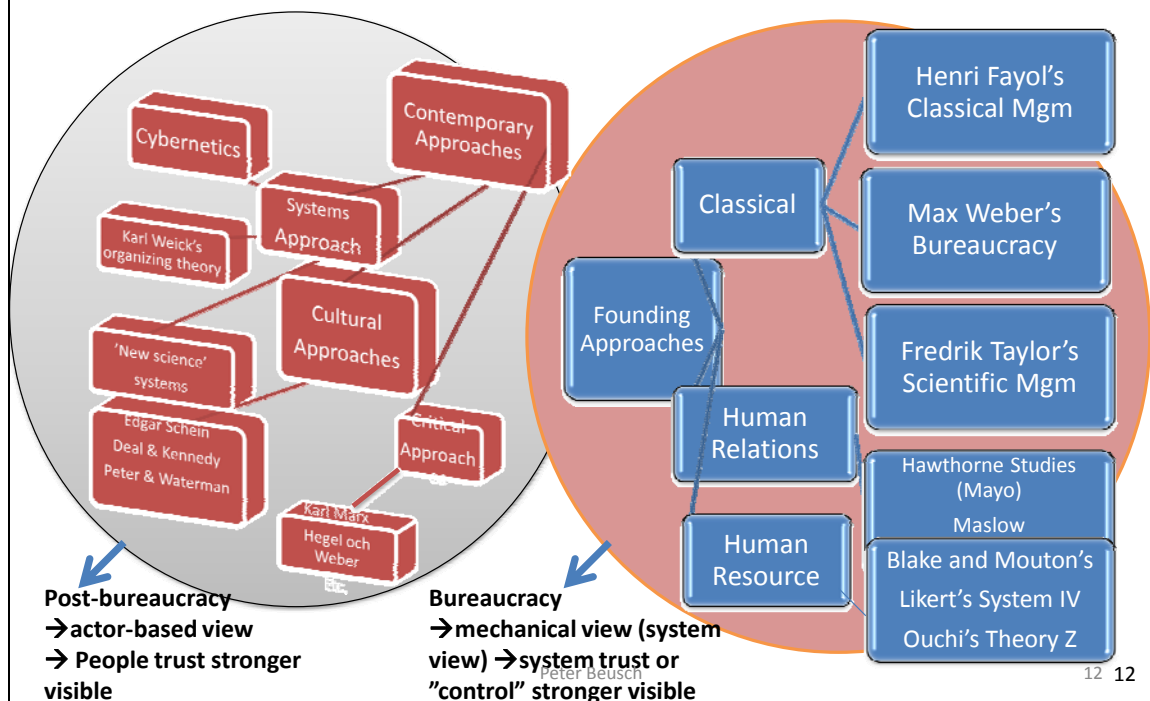 Contemporary
Approaches
Cybernetics
Systems
Approach
Karl Weick's
organizing theory
Cultural
Approaches
'New science'
systems
Edgar Schein
Deal & Kennedy
Peter & Waterman
Critical
Approach
Karl Marx
Hegel och
Weber
Post-bureaucracy
→actor-based view
→ People trust stronger
visible
Founding
Approaches
Classical
Henri Fayol's
Classical Mgm
Max Weber's
Bureaucracy
Fredrik Taylor's
Scientific Mgm
Human
Relations
Hawthorne Studies
(Mayo)
Maslow
Human
Resource
Blake and Mouton's
Likert's System IV
Ouchi's Theory Z
Bureaucracy
→mechanical view (system
view) →system trust or
"control" stronger visible
Peter Beusch
12 12